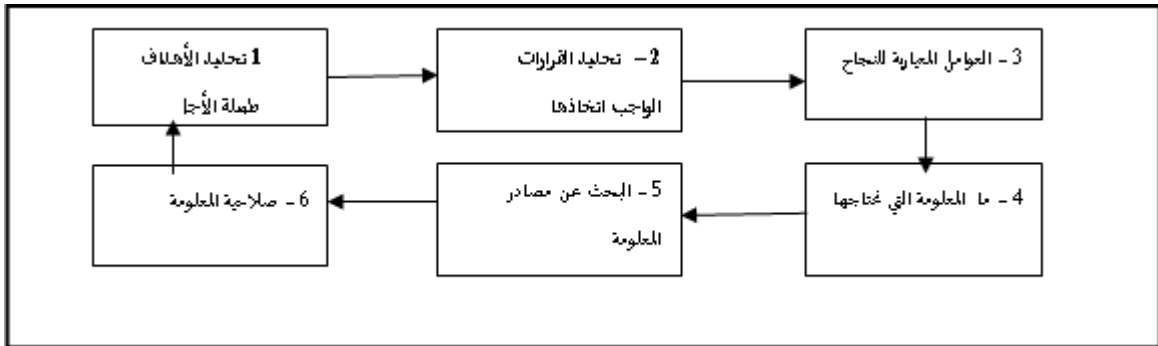 1 تحديد الأهداف
طويلة الأجل
2 – تحديد القرارات
الواجب اتخاذها
3 – العوامل المعيارية للنجاح
4 – ما المعلومة التي نحتاجها
5 – البحث عن مصادر
المعلومة
6 – صلاحية المعلومة